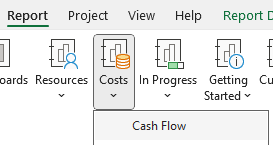 Report Project View Help Report D
oards Resources Costs In Progress Getting Started Cu
Cash Flow